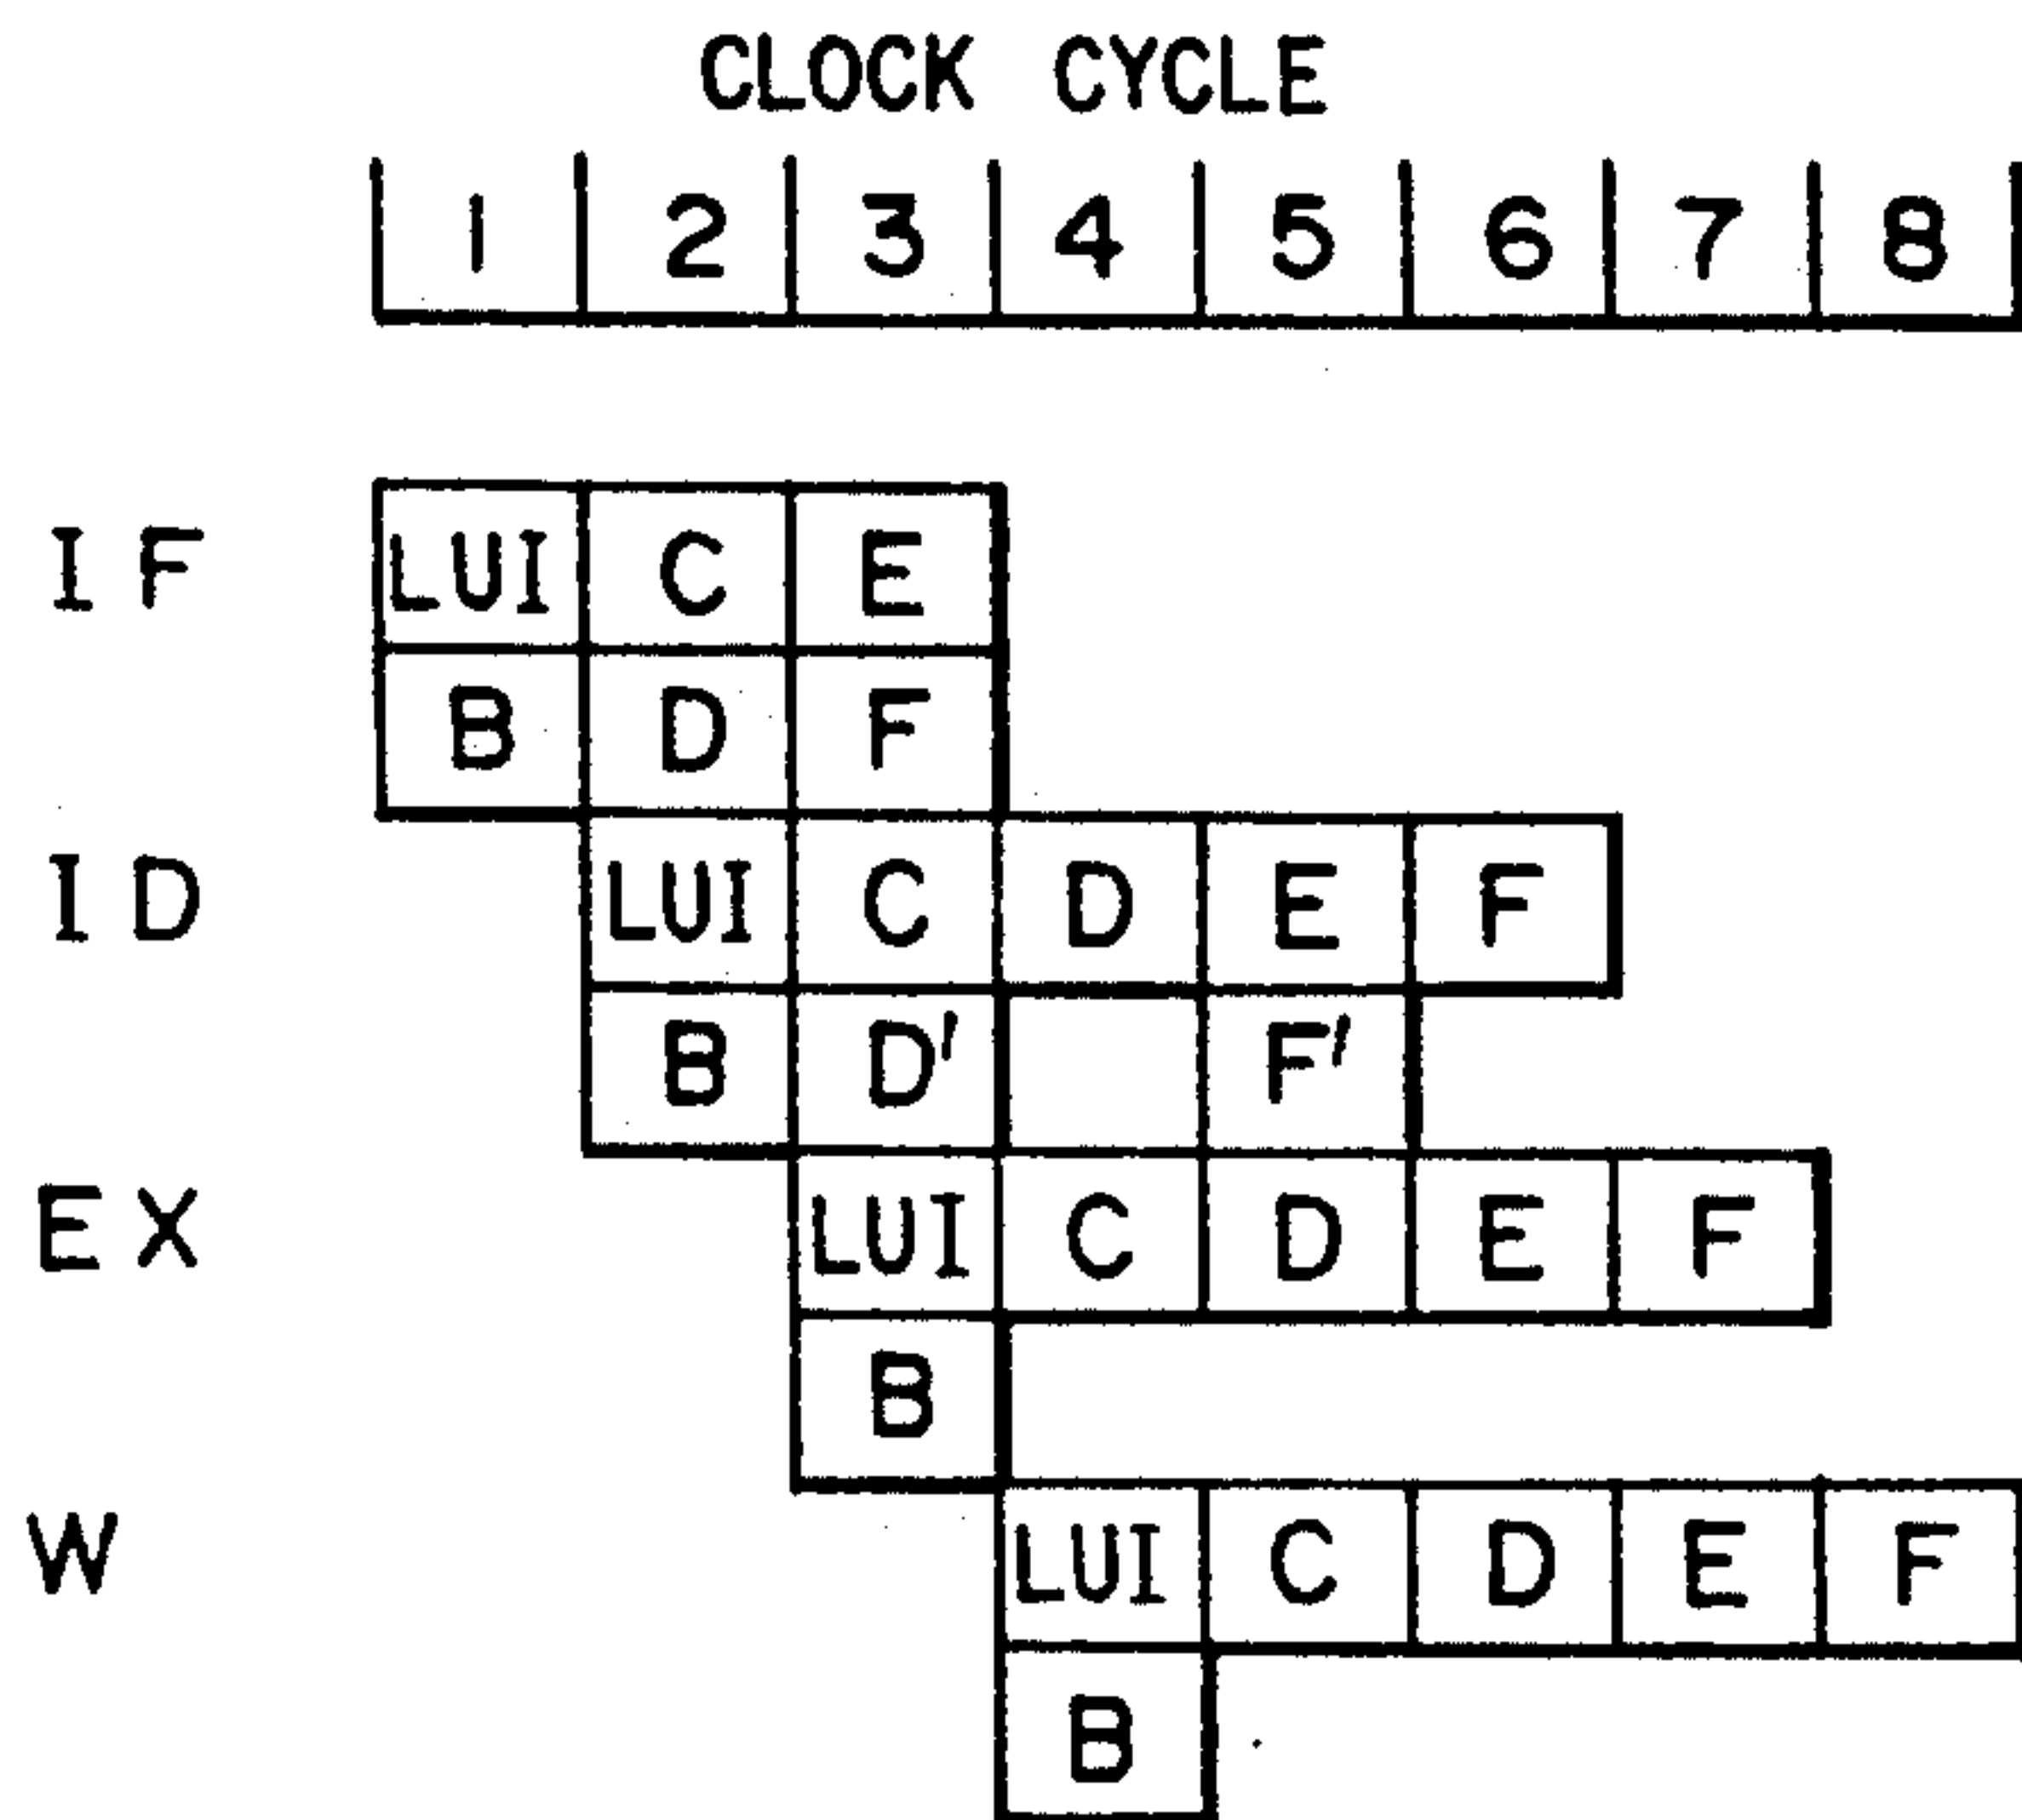 CLOCK CYCLE
1 2 3 4 5 6 7 8
IF LUI C E
B D F
ID LUI C D E F
B D' F'
EX LUI C D E F
B
W LUI C D E F
B